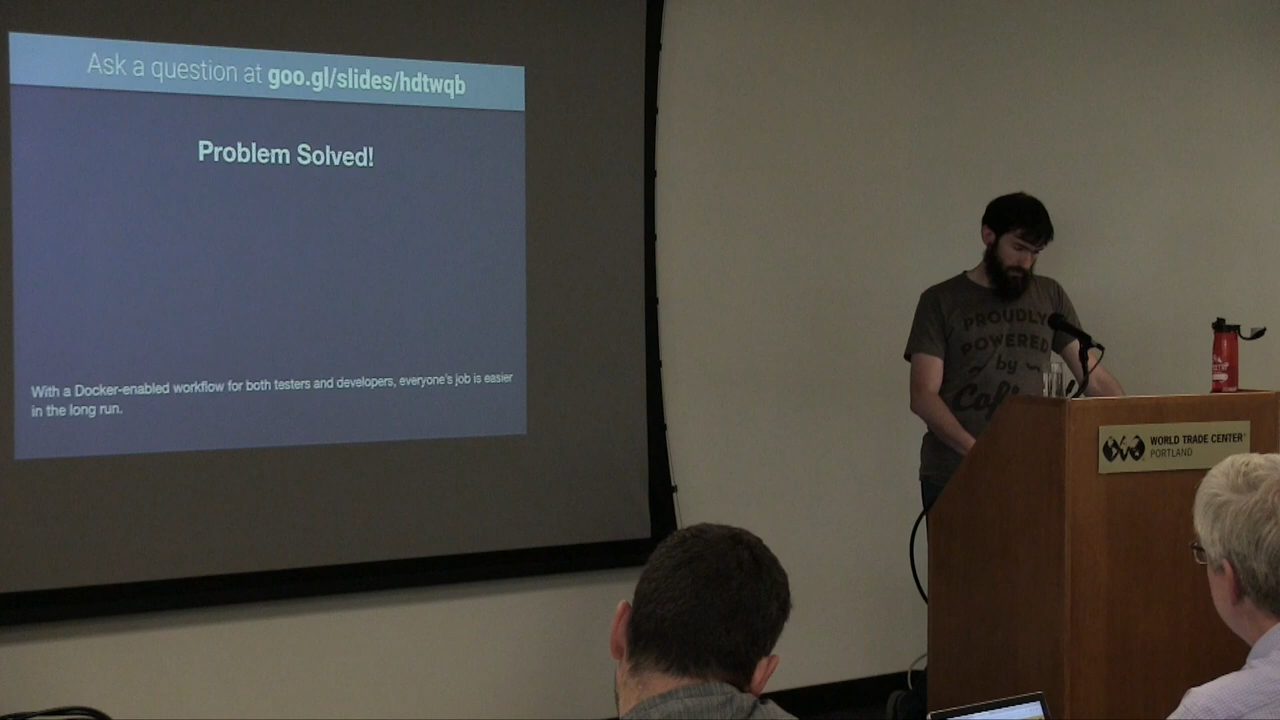 Ask a question at goo.gl/slides/hdtwqb
Problem Solved!
With a Docker-enabled workflow for both testers and developers, everyone's job is easier
in the long run.
PROUDLY
POWERED
by
WORLD TRADE CENTER
PORTLAND